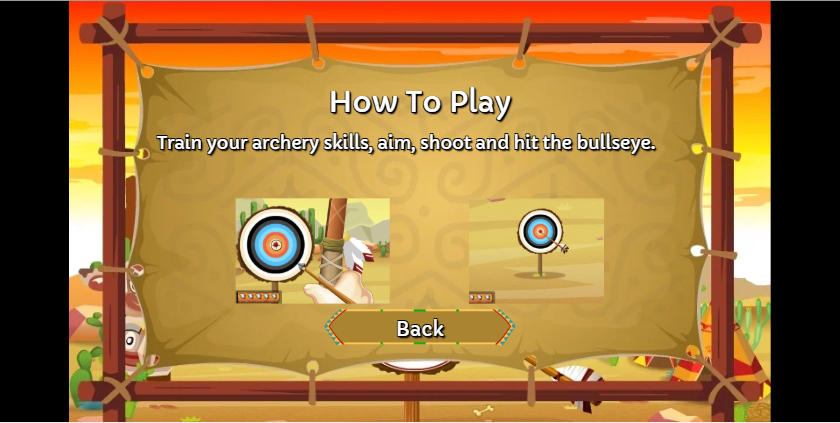 How To Play
Train your archery skills, aim, shoot and hit the bullseye.
Back